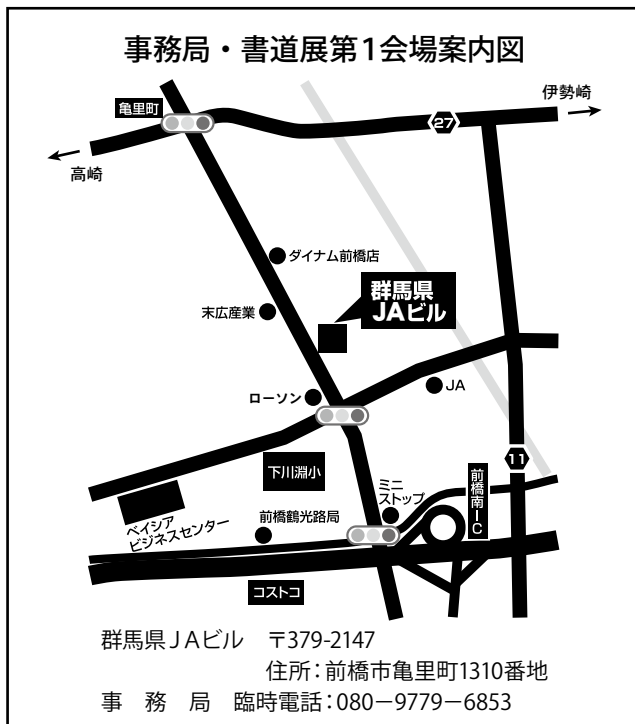 事務局・書道展第1会場案内図
亀里町
伊勢崎
27
高崎
ダイナム前橋店
群馬県
JAビル
末広産業
JA
ローソン
11
下川淵小
ミニ
ストップ
前橋南IC
ベイシア
ビジネスセンター
前橋鶴光路局
コストコ
群馬県JAビル　〒379-2147
住所：前橋市亀里町1310番地
事　務　局　臨時電話：080－9779－6853